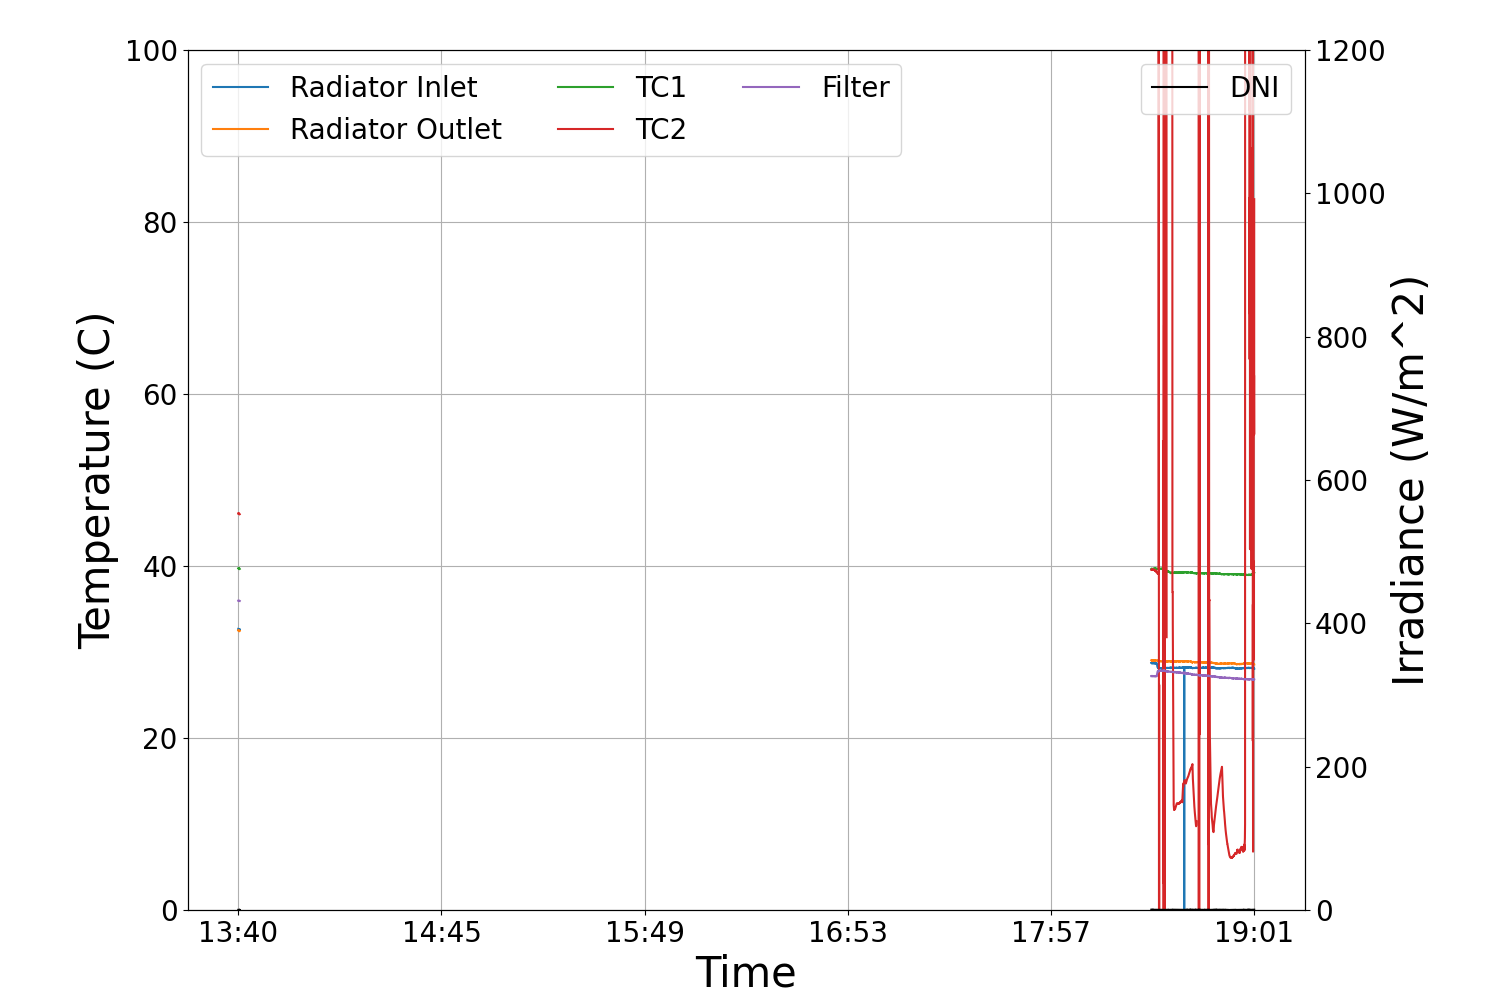 100
80
60
40
20
0
Temperature (C)
Radiator Inlet
Radiator Outlet
TC1
TC2
Filter
DNI
1200
1000
800
600
400
200
0
Irradiance (W/m^2)
13:40 14:45 15:49 16:53 17:57 19:01
Time